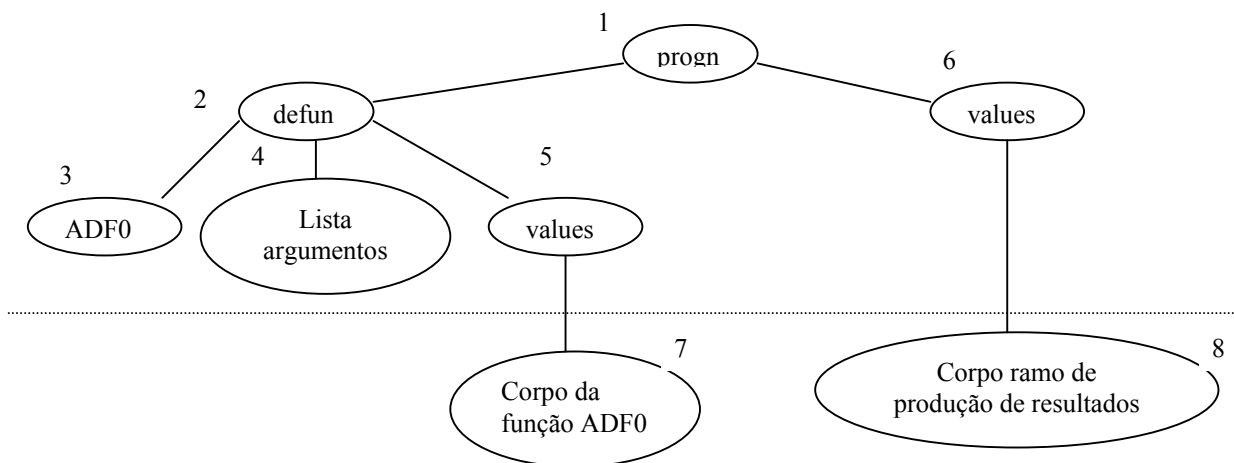 1
progn
6
2
defun
values
4
5
3
ADF0
Lista
argumentos
values
7
8
Corpo da
função ADF0
Corpo ramo de
produção de resultados